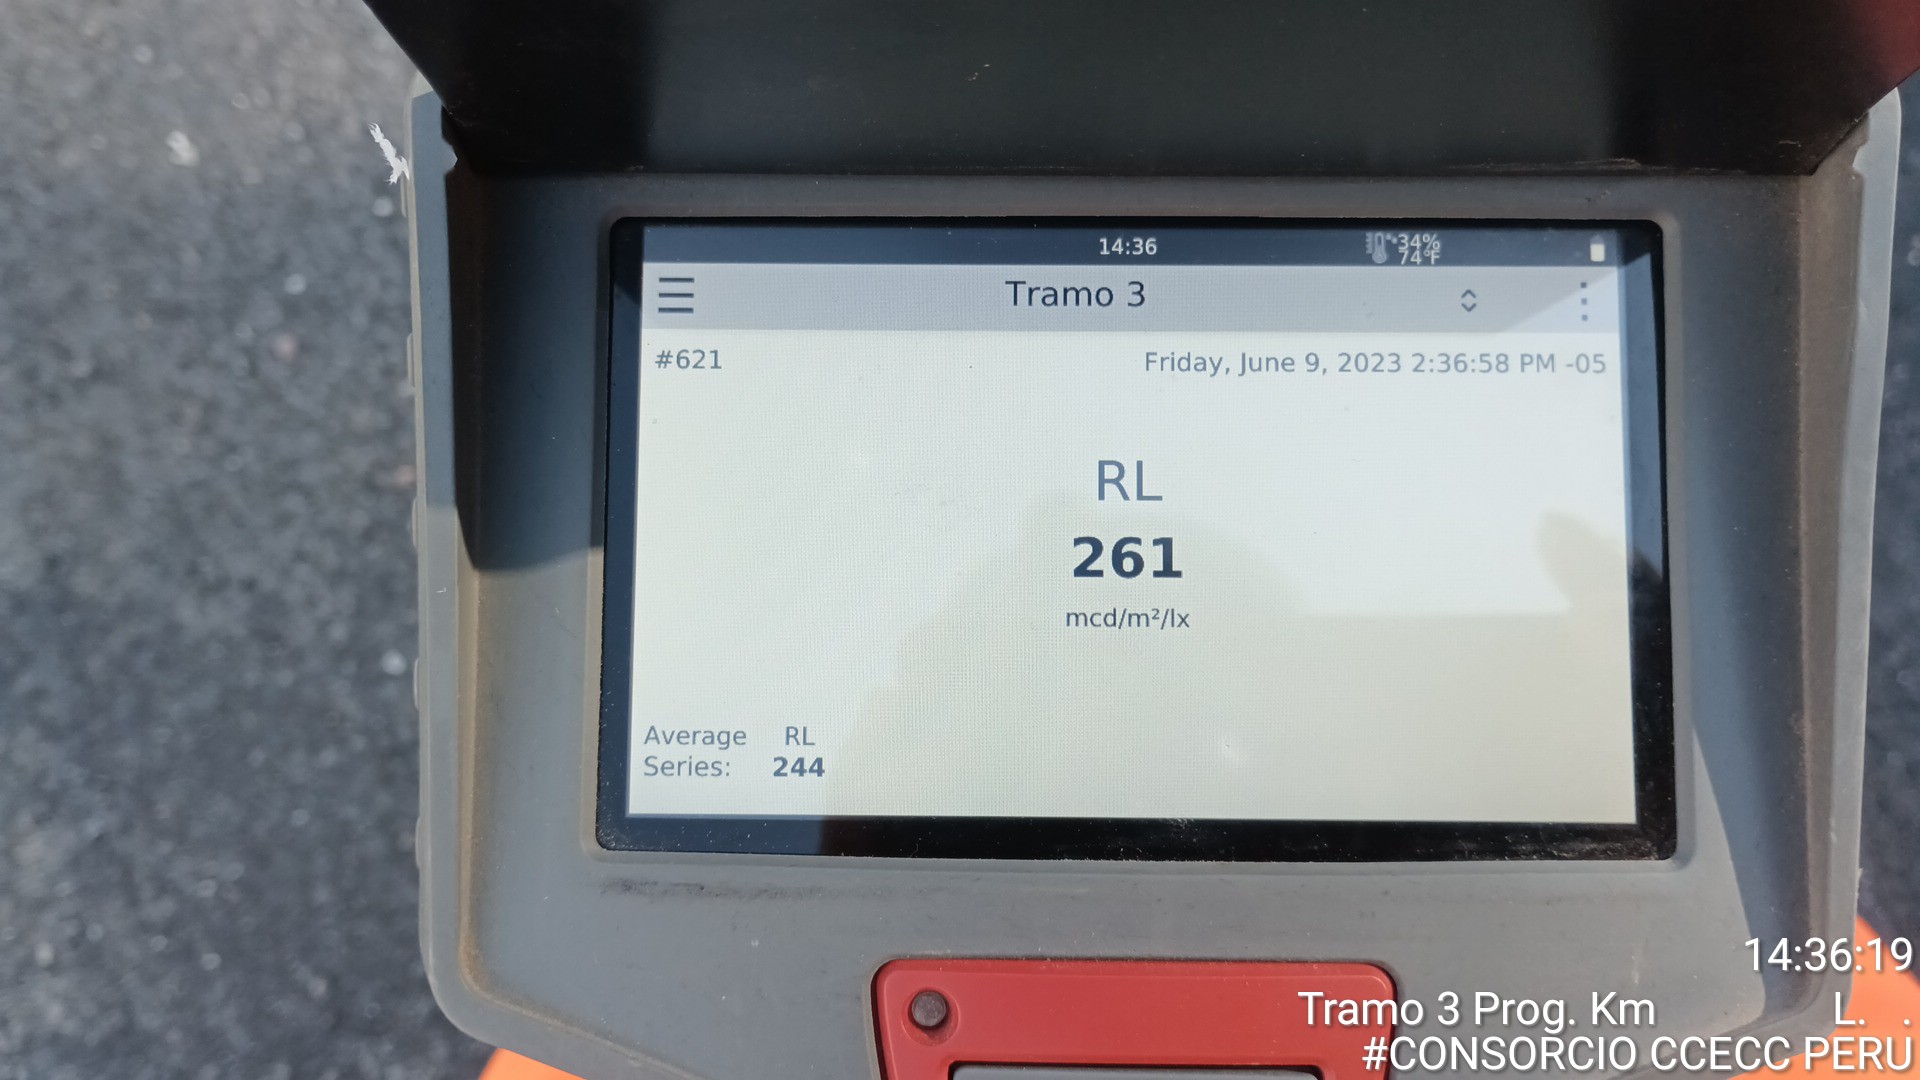 14:36
34%
74°F
Tramo 3
#621
Friday, June 9, 2023 2:36:58 PM -05
RL
261
mcd/m²/lx
Average RL
Series: 244
14:36:19
Tramo 3 Prog. Km L. .
#CONSORCIO CCECC PERU